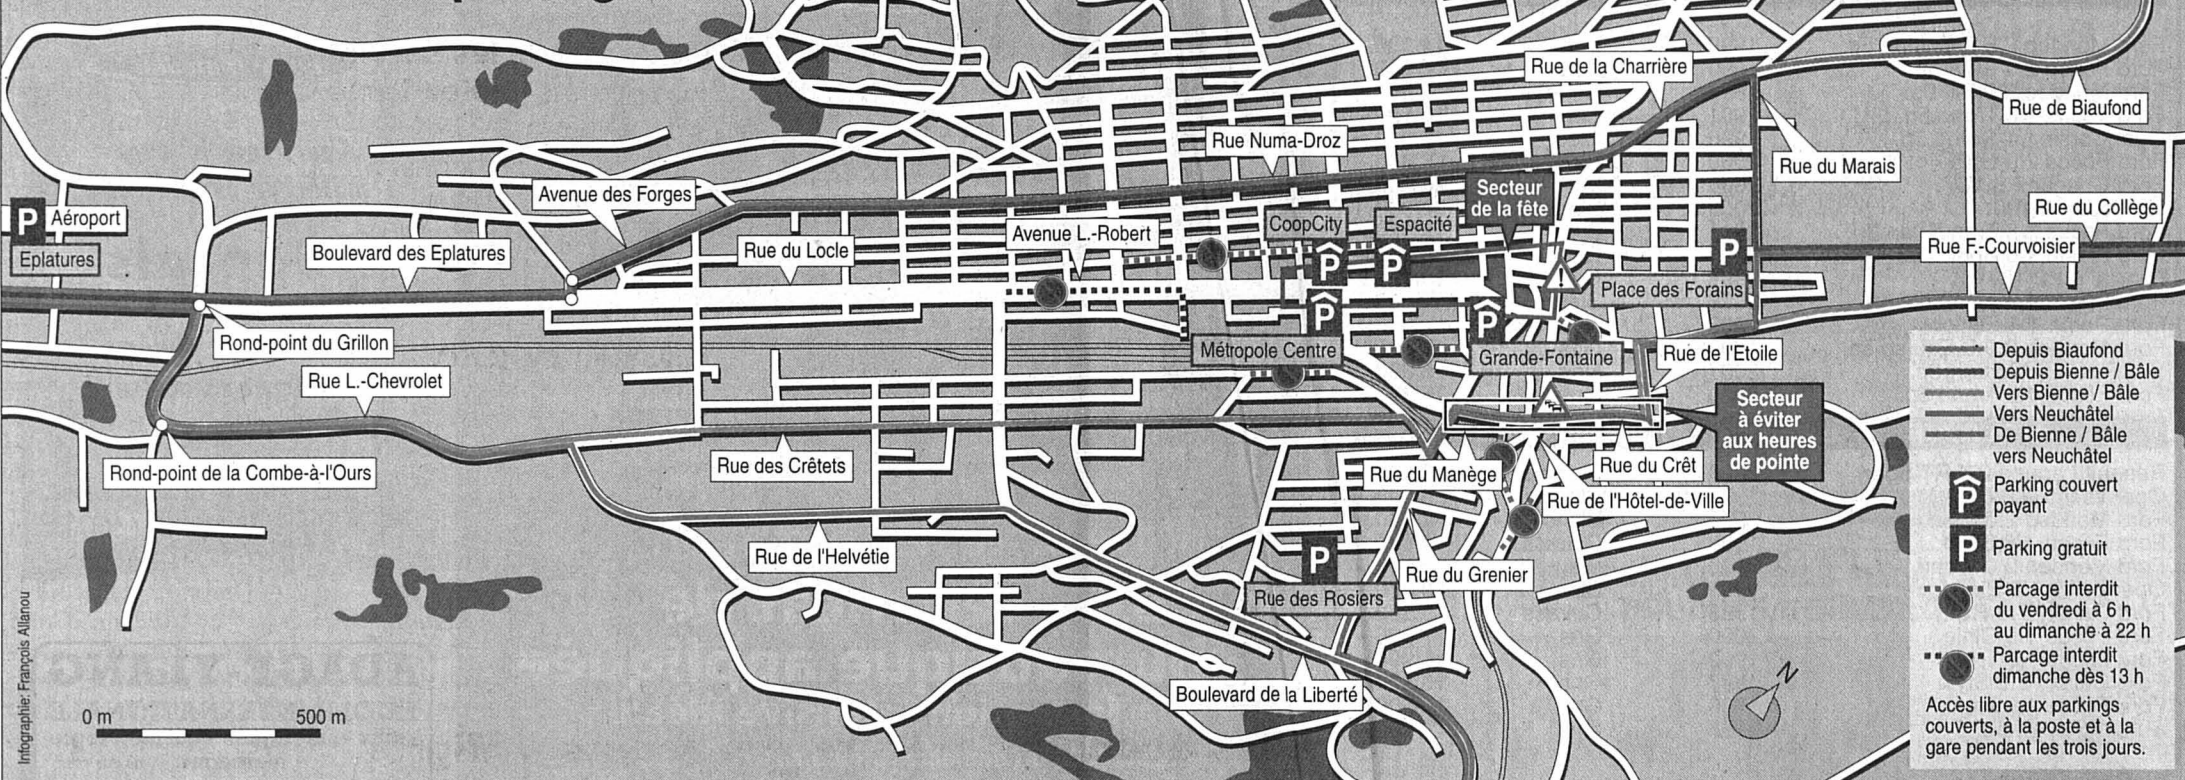 Rue de la Charrière
Rue de Biaufond
Rue Numa-Droz
Rue du Marais
Avenue des Forges
Secteur
de la fête
P Aéroport
Eplatures
Boulevard des Eplatures
Rue du Locle
Avenue L.-Robert
CoopCity
Espacité
Rue du Collège
Rue F.-Courvoisier
P
P
P
Place des Forains
P
P
Rond-point du Grillon
Métropole Centre
Grande-Fontaine
Rue de l'Etoile
Rue L.-Chevrolet
Secteur
à éviter
aux heures
de pointe
Rond-point de la Combe-à-l'Ours
Rue des Crêtets
Rue du Manège
Rue du Crêt
Rue de l'Hôtel-de-Ville
Rue de l'Helvétie
P
Rue des Rosiers
Rue du Grenier
Boulevard de la Liberté
Depuis Biaufond
Depuis Bienne / Bâle
Vers Bienne / Bâle
Vers Neuchâtel
De Bienne / Bâle
vers Neuchâtel
P Parking couvert
payant
P Parking gratuit
Parcage interdit
du vendredi à 6 h
au dimanche à 22 h
Parcage interdit
dimanche dès 13 h
Accès libre aux parkings
couverts, à la poste et à la
gare pendant les trois jours.
N
0 m 500 m
Infographie: François Allanou